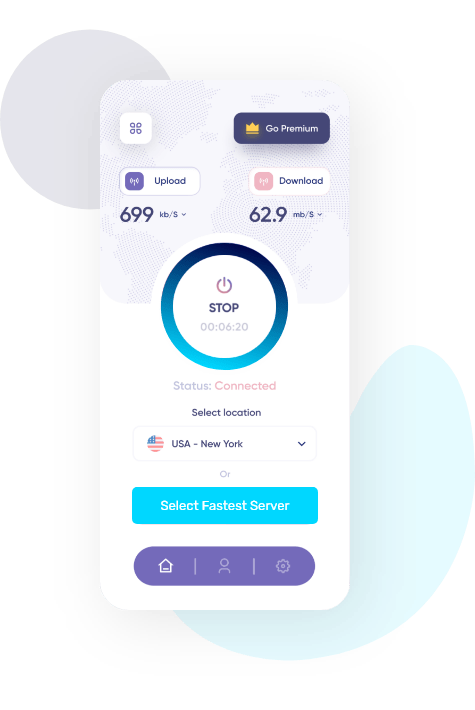 Go Premium
Upload
Download
699 kb/S
62.9 mb/S
STOP
00:06:20
Status: Connected
Select location
USA - New York
Or
Select Fastest Server